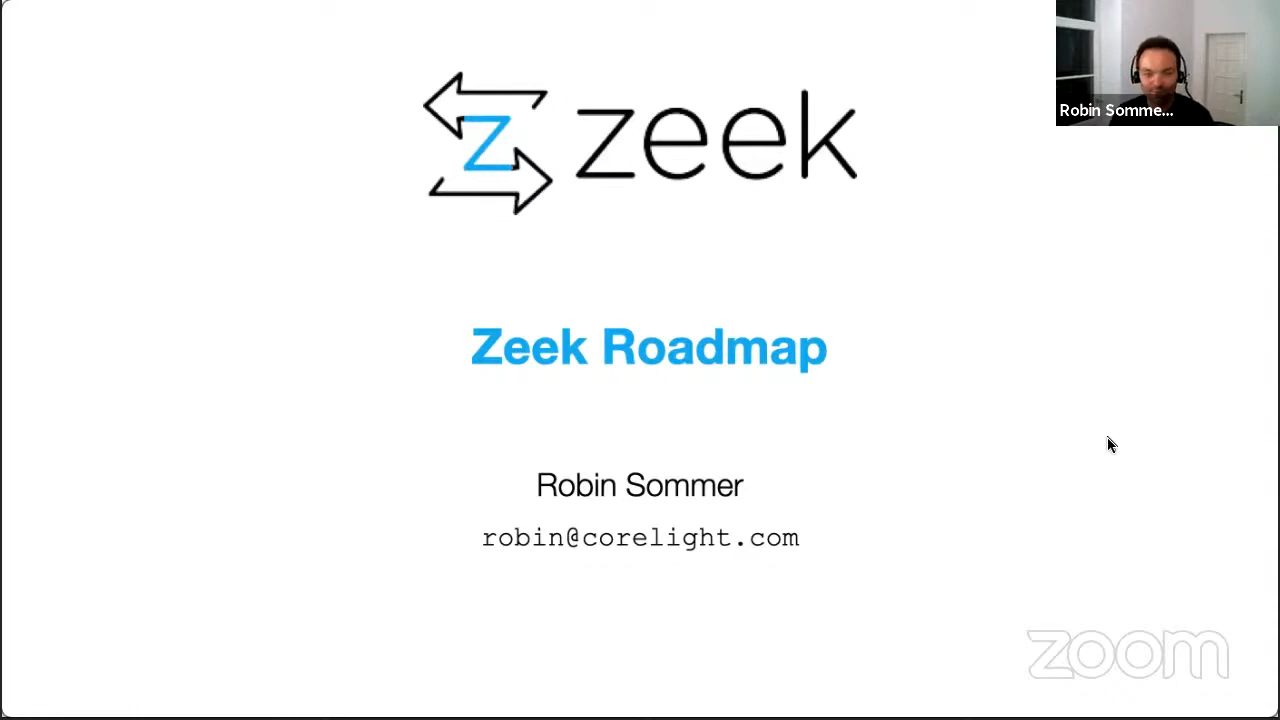 Robin Somme...
z zeek
Zeek Roadmap
Robin Sommer
robin@corelight.com
zoom